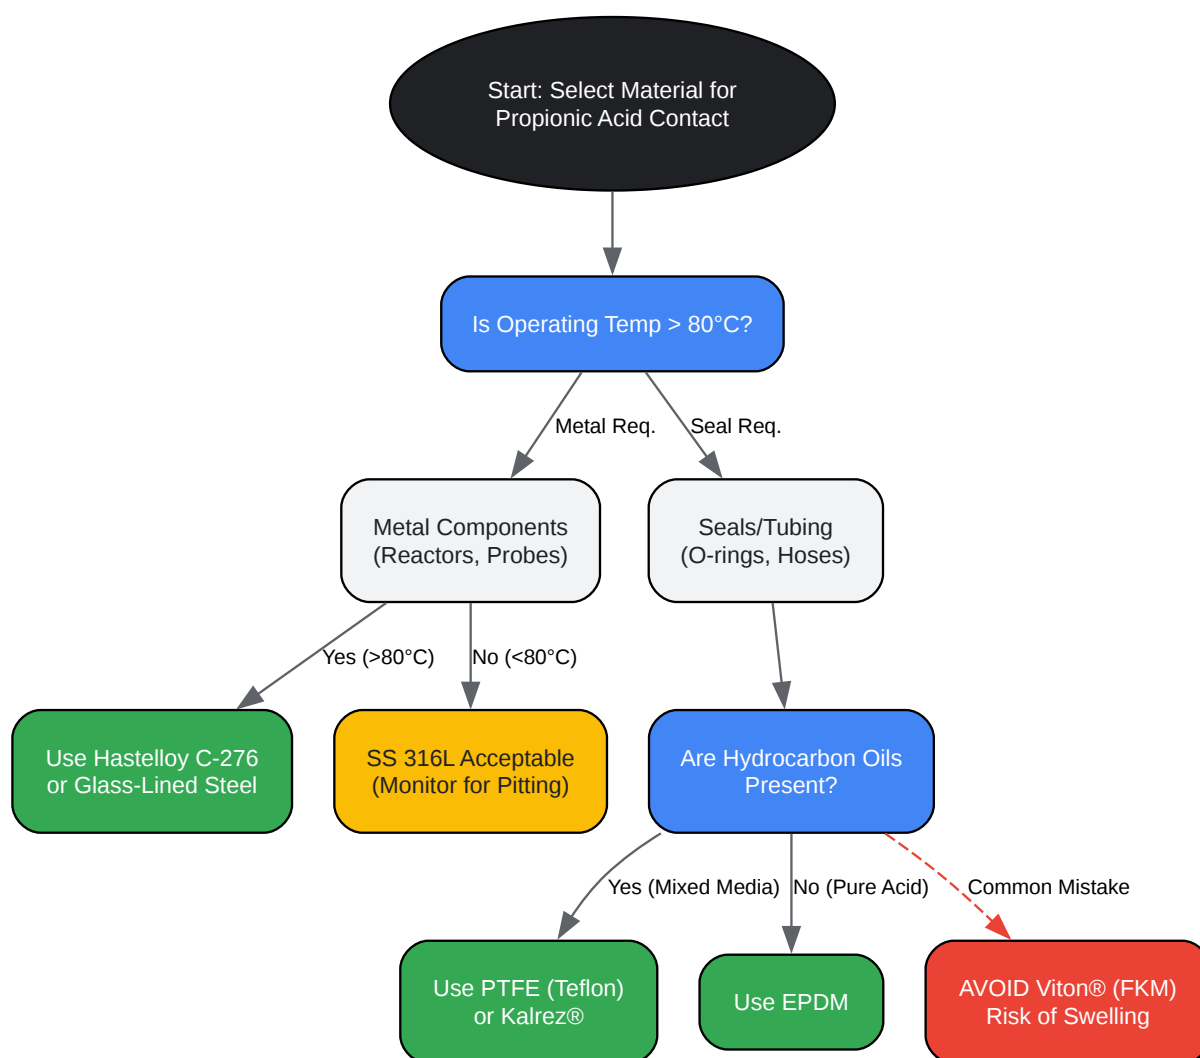 Start: Select Material for
Propionic Acid Contact
Is Operating Temp > 80°C?
Metal Req.
Seal Req.
Metal Components
(Reactors, Probes)
Seals/Tubing
(O-rings, Hoses)
Yes (>80°C)
No (<80°C)
Use Hastelloy C-276
or Glass-Lined Steel
SS 316L Acceptable
(Monitor for Pitting)
Are Hydrocarbon Oils
Present?
Yes (Mixed Media)
No (Pure Acid)
Common Mistake
Use PTFE (Teflon)
or Kalrez®
Use EPDM
AVOID Viton® (FKM)
Risk of Swelling